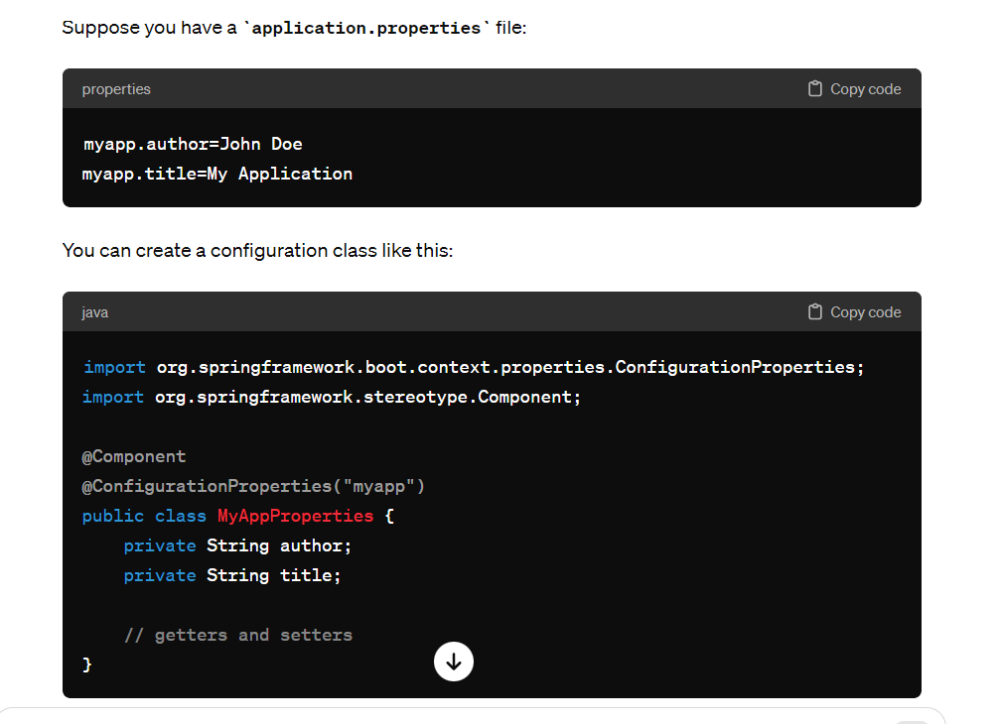 Suppose you have a `application.properties` file:
properties
Copy code
myapp.author=John Doe
myapp.title=My Application
You can create a configuration class like this:
java
Copy code
import org.springframework.boot.context.properties.ConfigurationProperties;
import org.springframework.stereotype.Component;
@Component
@ConfigurationProperties("myapp")
public class MyAppProperties {
    private String author;
    private String title;
    // getters and setters
}